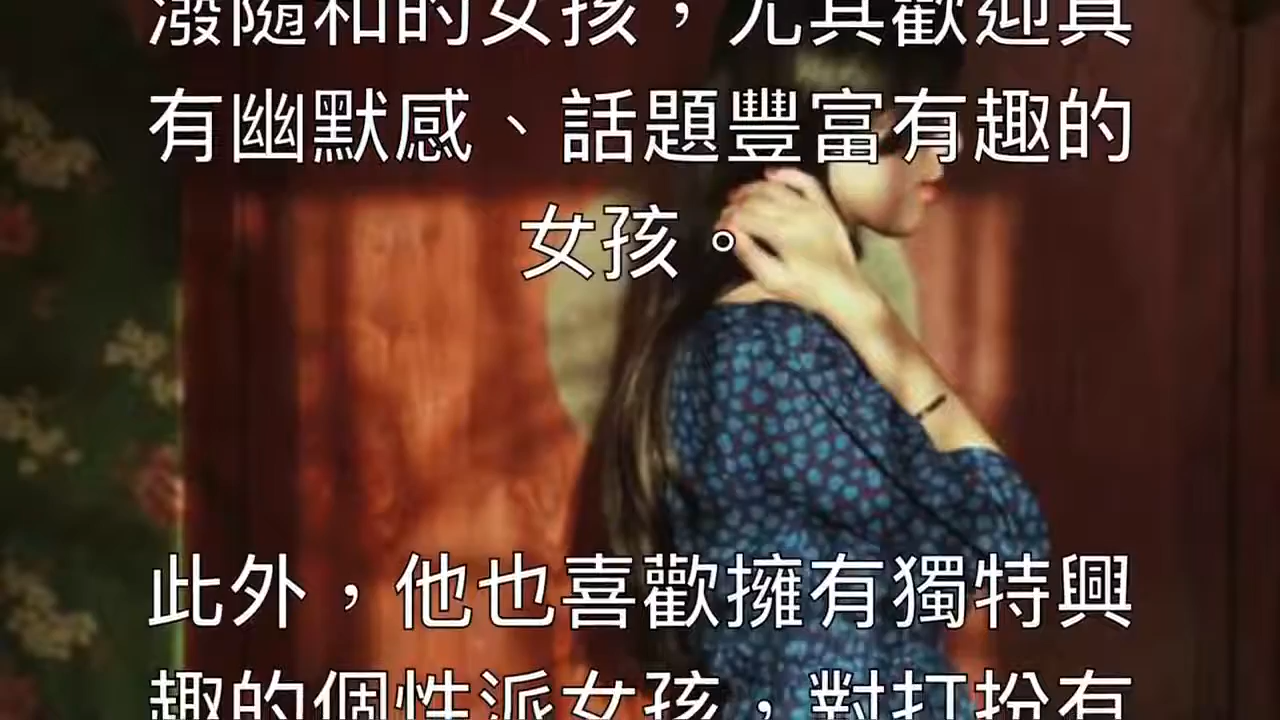 潑隨和的女孩，尤其歡迎具
有幽默感、話題豐富有趣的
女孩。
此外，他也喜歡擁有獨特興
趣的個性派女孩，對打扮有